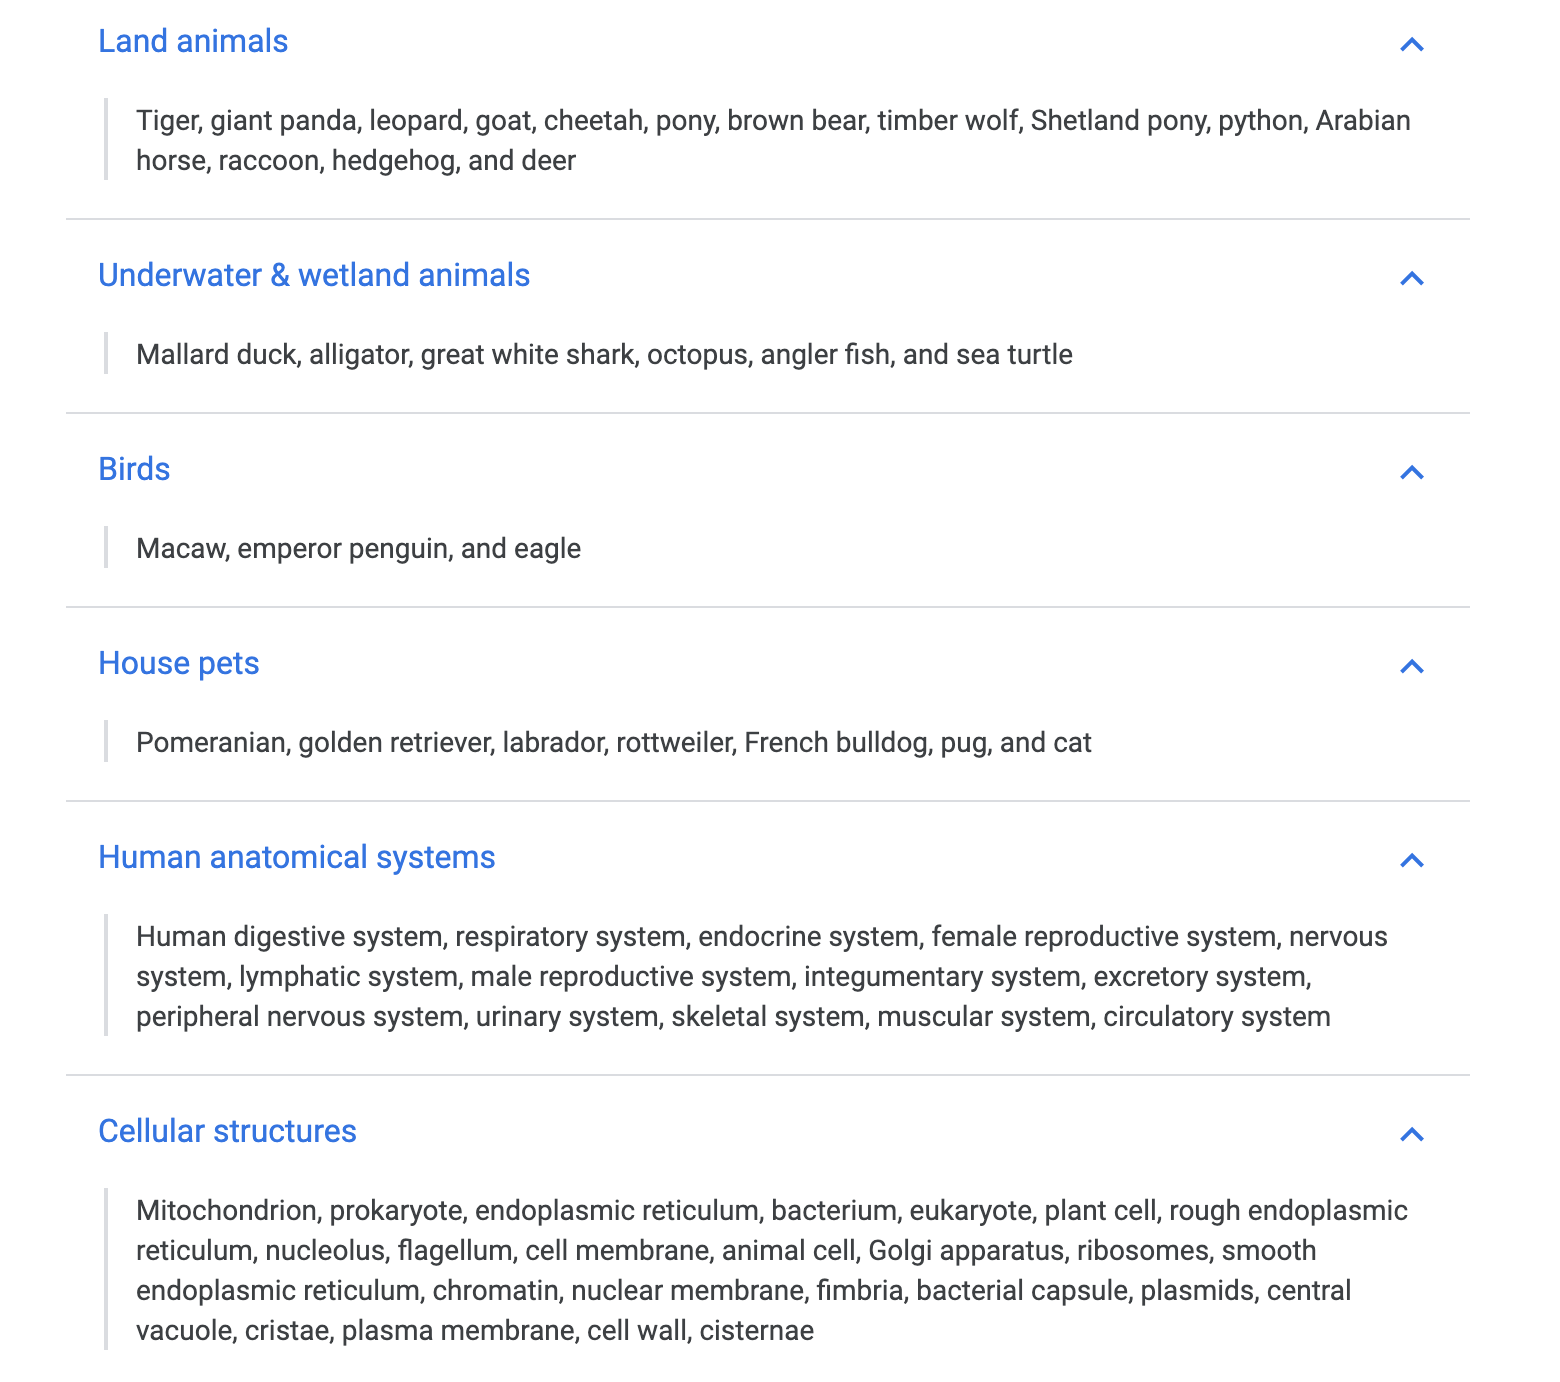 Land animals
Tiger, giant panda, leopard, goat, cheetah, pony, brown bear, timber wolf, Shetland pony, python, Arabian
horse, raccoon, hedgehog, and deer
Underwater & wetland animals
Mallard duck, alligator, great white shark, octopus, angler fish, and sea turtle
Birds
Macaw, emperor penguin, and eagle
House pets
Pomeranian, golden retriever, labrador, rottweiler, French bulldog, pug, and cat
Human anatomical systems
Human digestive system, respiratory system, endocrine system, female reproductive system, nervous
system, lymphatic system, male reproductive system, integumentary system, excretory system,
peripheral nervous system, urinary system, skeletal system, muscular system, circulatory system
Cellular structures
Mitochondrion, prokaryote, endoplasmic reticulum, bacterium, eukaryote, plant cell, rough endoplasmic
reticulum, nucleolus, flagellum, cell membrane, animal cell, Golgi apparatus, ribosomes, smooth
endoplasmic reticulum, chromatin, nuclear membrane, fimbria, bacterial capsule, plasmids, central
vacuole, cristae, plasma membrane, cell wall, cisternae